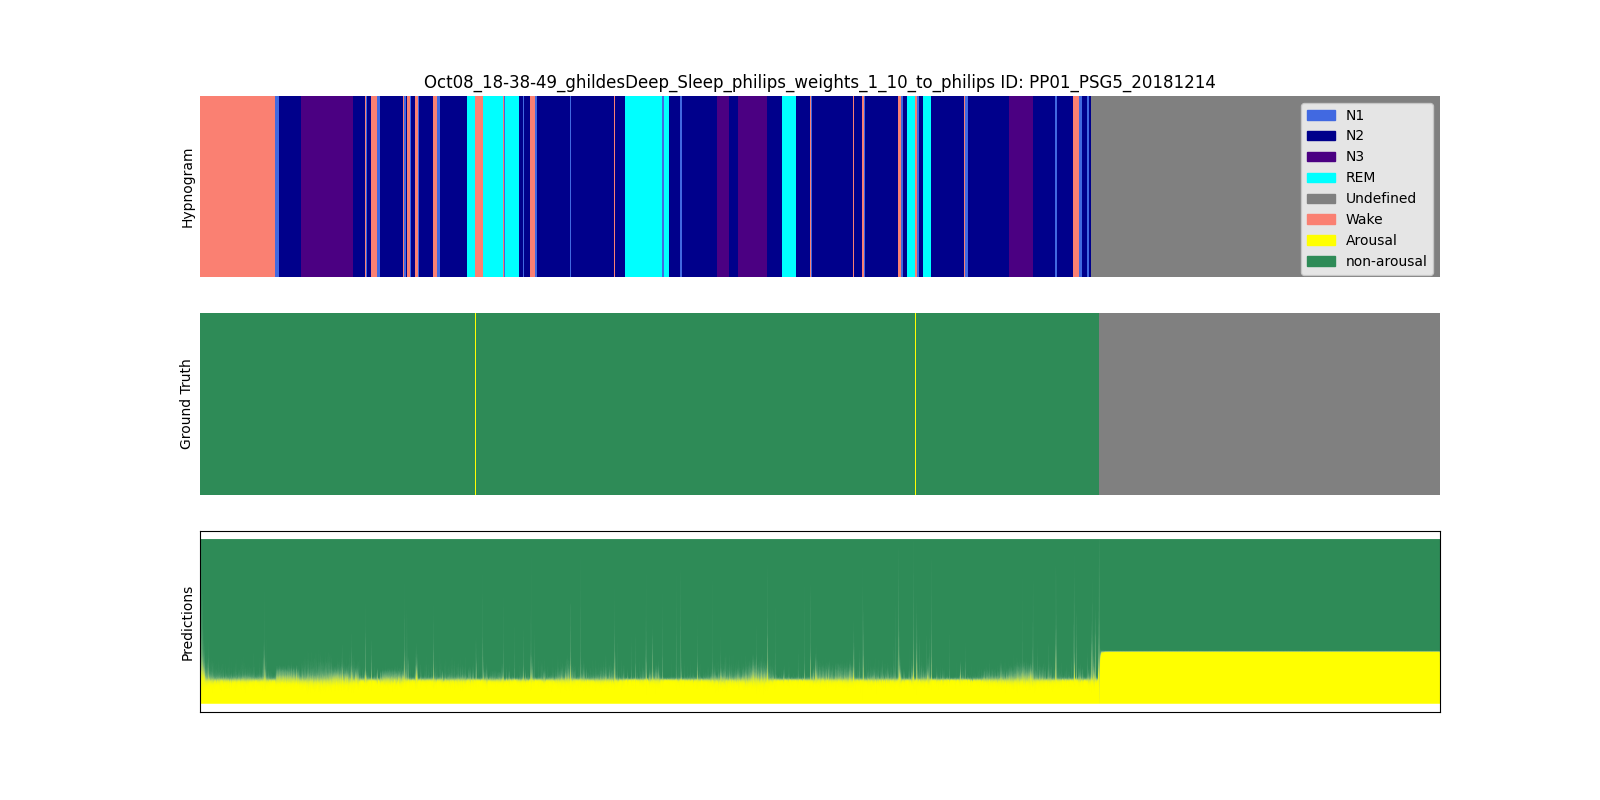 Oct08_18-38-49_ghildesDeep_Sleep_philips_weights_1_10_to_philips ID: PP01_PSG5_20181214
Hypnogram
N1
N2
N3
REM
Undefined
Wake
Arousal
non-arousal
Ground Truth
Predictions